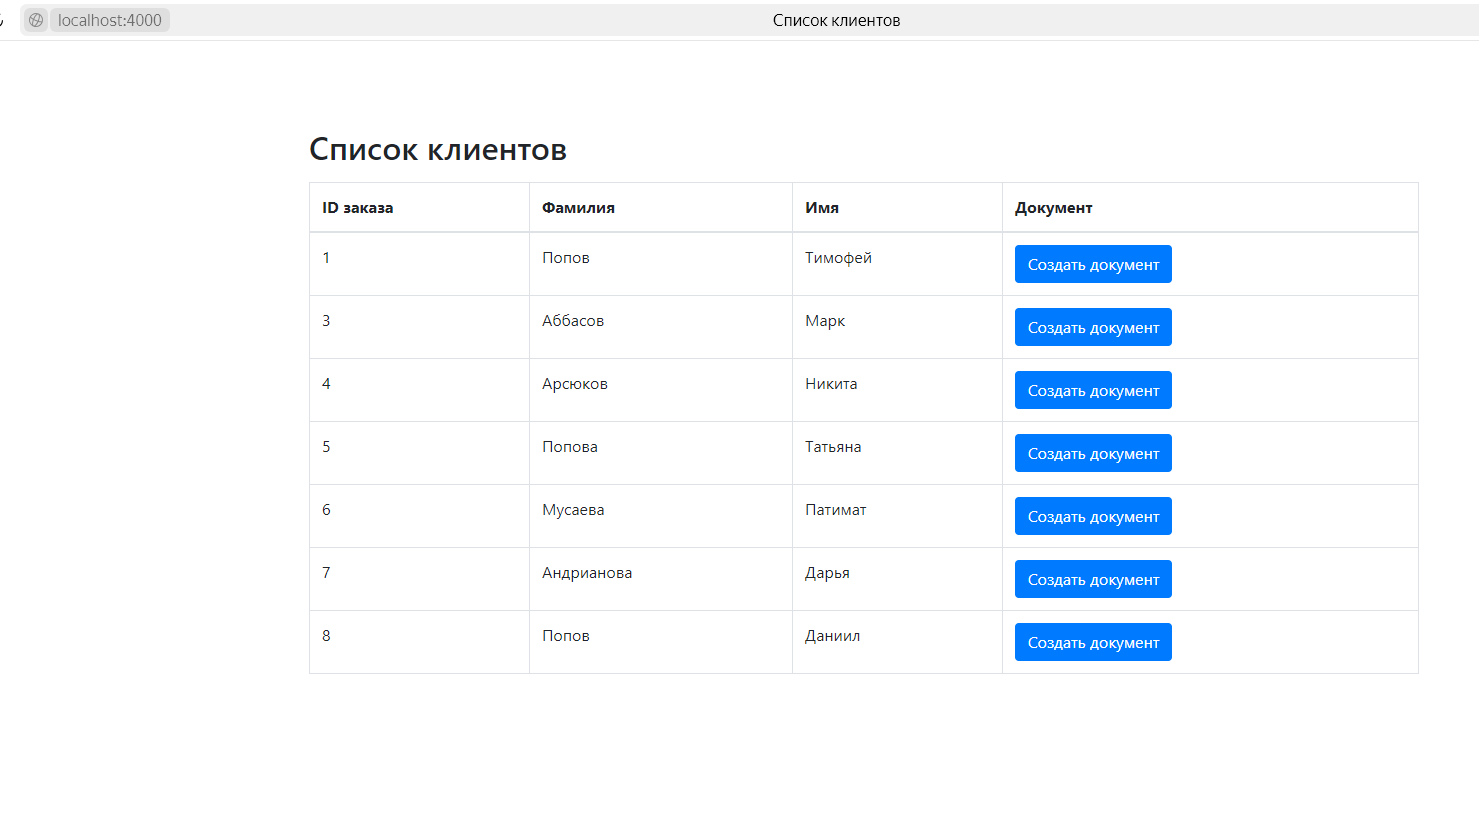 localhost:4000 Список клиентов
Список клиентов
ID заказа Фамилия Имя Документ
1 Попов Тимофей Создать документ
3 Аббасов Марк Создать документ
4 Арсюков Никита Создать документ
5 Попова Татьяна Создать документ
6 Мусаева Патимат Создать документ
7 Андрианова Дарья Создать документ
8 Попов Даниил Создать документ